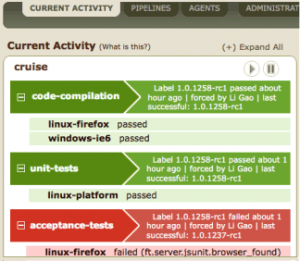 CURRENT ACTIVITY PIPELINES AGENTS ADMINISTRAT
Current Activity (What is this?) (+) Expand All
cruise
code-compilation
Label 1.0.1258-rc1 passed about 1
hour ago | forced by Li Gao | last
successful: 1.0.1258-rc1
linux-firefox passed
windows-ie6 passed
unit-tests
Label 1.0.1258-rc1 passed about 1
hour ago | forced by Li Gao | last
successful: 1.0.1258-rc1
linux-platform passed
acceptance-tests
Label 1.0.1258-rc1 failed about 1
hour ago | forced by Li Gao | last
successful: 1.0.1237-rc1
linux-firefox failed (ft.server.jsunit.browser_found)